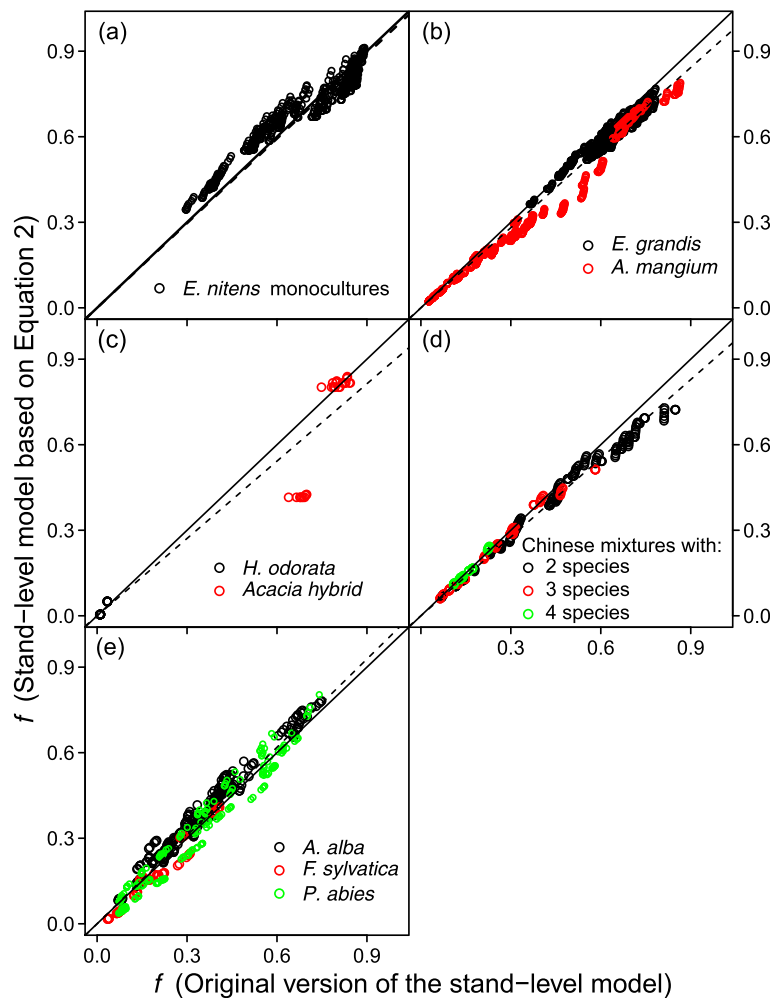 (a)
(b)
0.9
0.6
0.3
0.0
E. nitens monocultures
E. grandis
A. mangium
0.9
0.6
0.3
0.0
(c)
(d)
0.9
0.6
0.3
0.0
H. odorata
Acacia hybrid
Chinese mixtures with:
2 species
3 species
4 species
0.9
0.6
0.3
0.0
0.3 0.6 0.9
(e)
0.9
0.6
0.3
0.0
A. alba
F. sylvatica
P. abies
0.0 0.3 0.6 0.9
f (Stand−level model based on Equation 2)
f (Original version of the stand−level model)